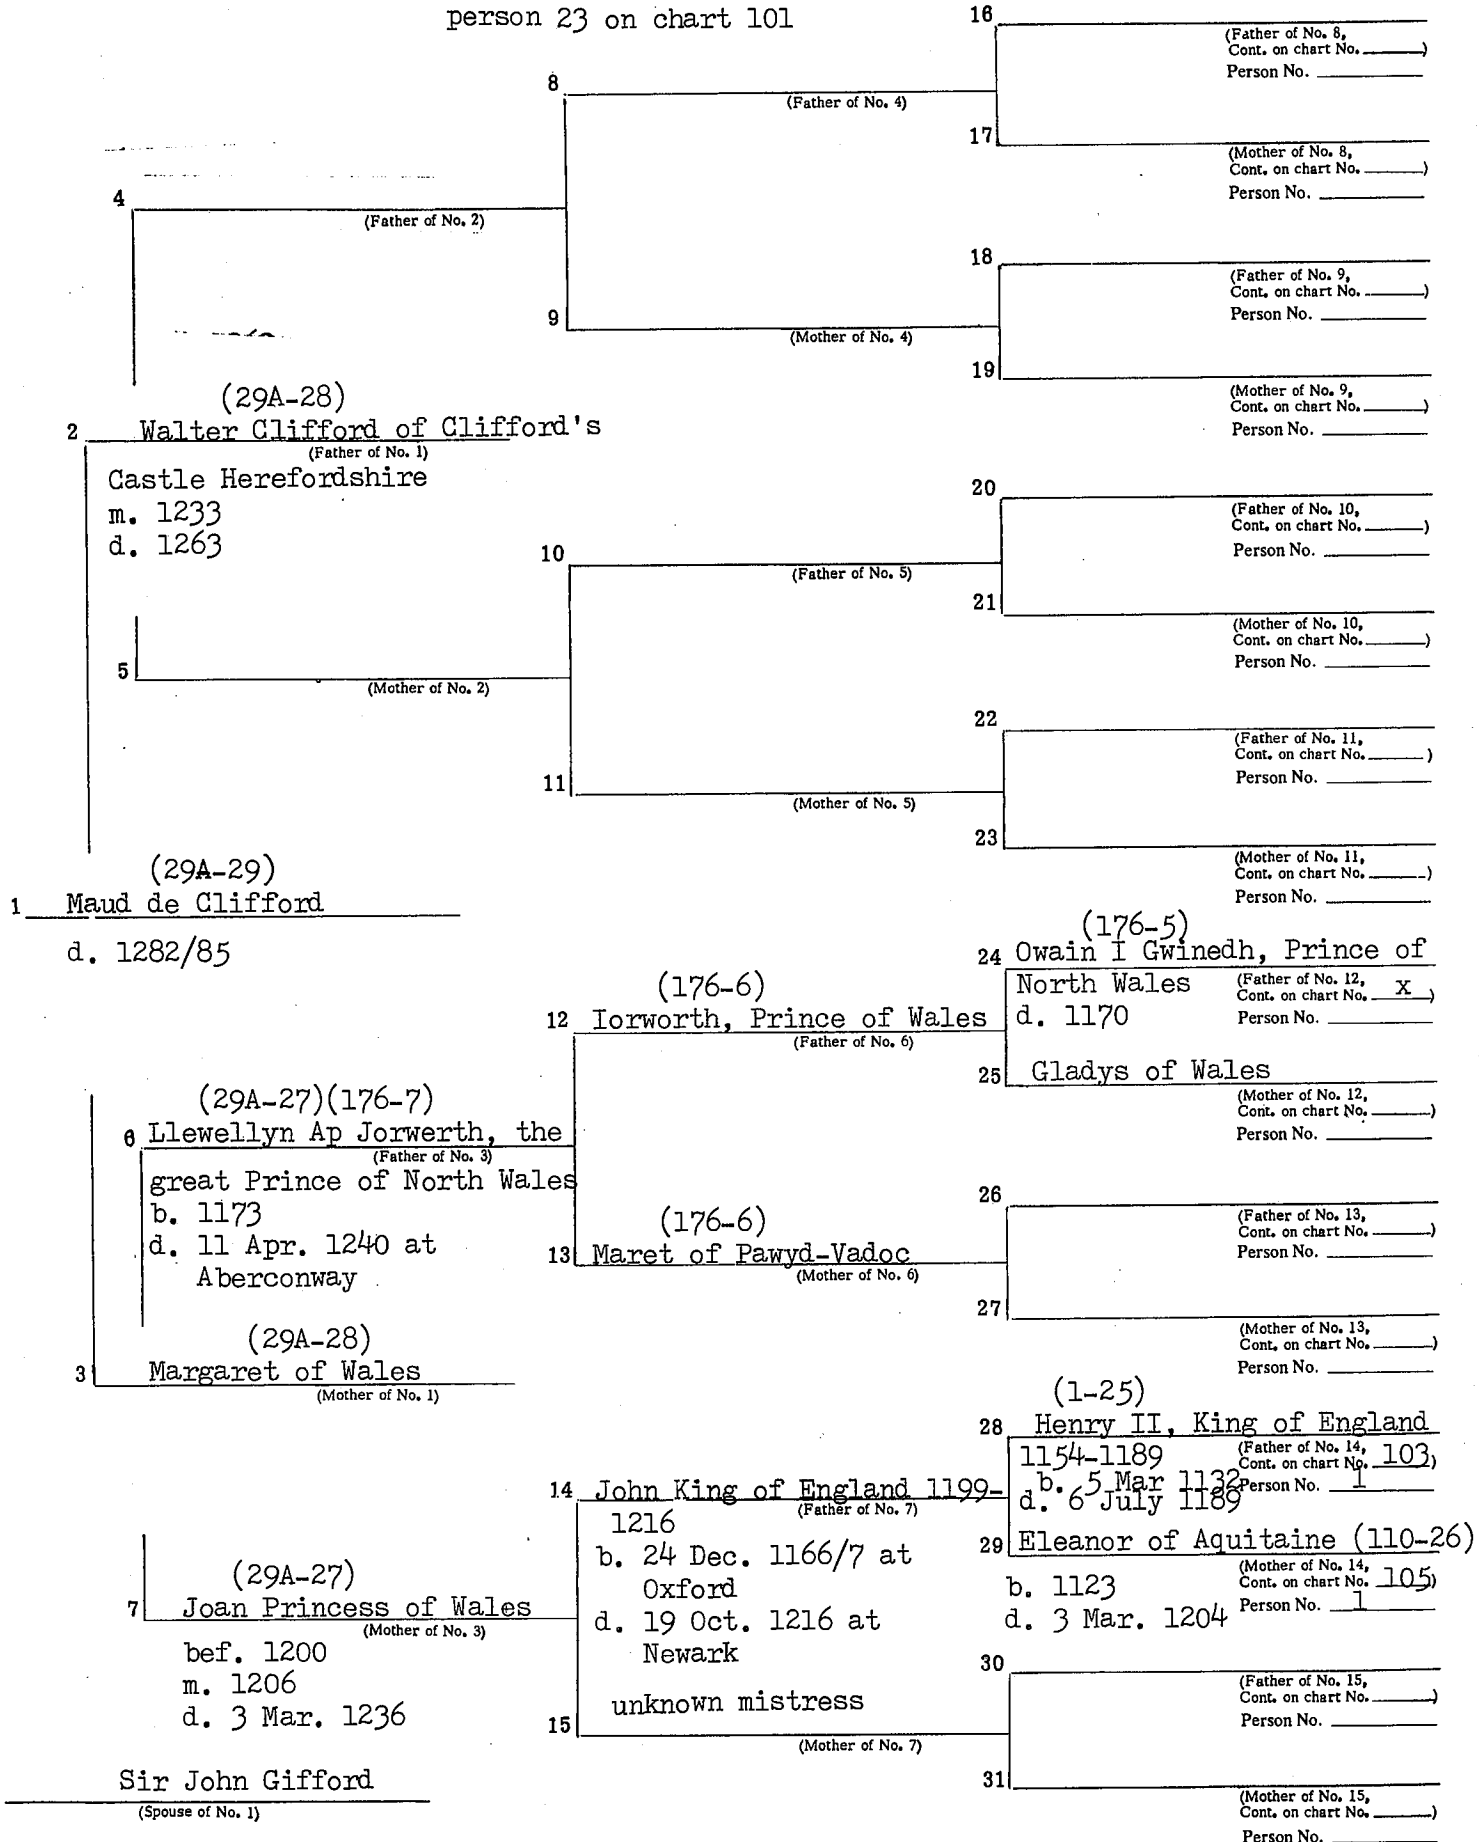 person 23 on chart 101
16
(Father of No. 8,
Cont. on chart No. )
Person No.
8
(Father of No. 4)
17
(Mother of No. 8,
Cont. on chart No. )
Person No.
4
(Father of No. 2)
18
(Father of No. 9,
Cont. on chart No. )
Person No.
9
(Mother of No. 4)
19
(Mother of No. 9,
Cont. on chart No. )
Person No.
(29A-28)
2 Walter Clifford of Clifford's
(Father of No. 1)
Castle Herefordshire
m. 1233
d. 1263
20
(Father of No. 10,
Cont. on chart No. )
Person No.
10
(Father of No. 5)
21
(Mother of No. 10,
Cont. on chart No. )
Person No.
5
(Mother of No. 2)
22
(Father of No. 11,
Cont. on chart No. )
Person No.
11
(Mother of No. 5)
23
(Mother of No. 11,
Cont. on chart No. )
Person No.
(29A-29)
1 Maud de Clifford
d. 1282/85
(176-5)
24 Owain I Gwinedh, Prince of
North Wales
d. 1170
(Father of No. 12,
Cont. on chart No. x )
Person No.
(176-6)
12 Iorworth, Prince of Wales
(Father of No. 6)
25 Gladys of Wales
(Mother of No. 12,
Cont. on chart No. )
Person No.
(29A-27)(176-7)
6 Llewellyn Ap Jorwerth, the
(Father of No. 3)
great Prince of North Wales
b. 1173
d. 11 Apr. 1240 at
Aberconway
26
(Father of No. 13,
Cont. on chart No. )
Person No.
(176-6)
13 Maret of Pawyd-Vadoc
(Mother of No. 6)
27
(Mother of No. 13,
Cont. on chart No. )
Person No.
(29A-28)
3 Margaret of Wales
(Mother of No. 1)
(1-25)
28 Henry II, King of England
1154-1189
b. 5 Mar 1132
d. 6 July 1189
(Father of No. 14,
Cont. on chart No. 103)
Person No. 1
14 John King of England 1199-
(Father of No. 7)
1216
b. 24 Dec. 1166/7 at
Oxford
d. 19 Oct. 1216 at
Newark
29 Eleanor of Aquitaine (110-26)
(Mother of No. 14,
Cont. on chart No. 105)
Person No. 1
b. 1123
d. 3 Mar. 1204
(29A-27)
7 Joan Princess of Wales
(Mother of No. 3)
bef. 1200
m. 1206
d. 3 Mar. 1236
30
(Father of No. 15,
Cont. on chart No. )
Person No.
unknown mistress
15
(Mother of No. 7)
31
(Mother of No. 15,
Cont. on chart No. )
Person No.
Sir John Gifford
(Spouse of No. 1)